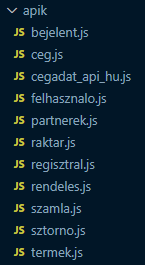 apik
JS bejelent.js
JS ceg.js
JS cegadat_api_hu.js
JS felhasznalo.js
JS partnerek.js
JS raktar.js
JS regisztral.js
JS rendeles.js
JS szamla.js
JS sztorno.js
JS termek.js